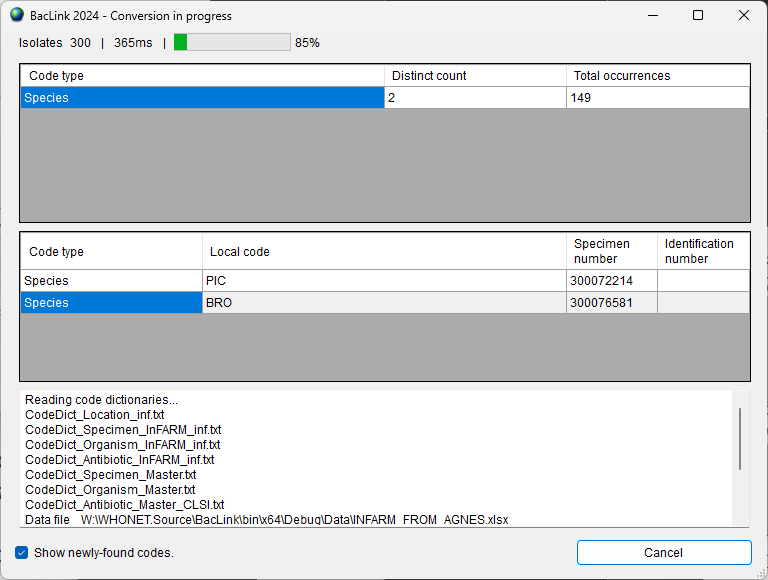 BacLink 2024 - Conversion in progress
Isolates 300 | 365ms | 85%
Code type Distinct count Total occurrences
Species 2 149
Code type Local code Specimen number Identification number
Species PIC 300072214
Species BRO 300076581
Reading code dictionaries...
CodeDict_Location_inf.txt
CodeDict_Specimen_InFARM_inf.txt
CodeDict_Organism_InFARM_inf.txt
CodeDict_Antibiotic_InFARM_inf.txt
CodeDict_Specimen_Master.txt
CodeDict_Organism_Master.txt
CodeDict_Antibiotic_Master_CLSI.txt
Data file W:\WHONET.Source\BacLink\bin\x64\Debug\Data\INFARM_FROM_AGNES.xlsx
Show newly-found codes.
Cancel